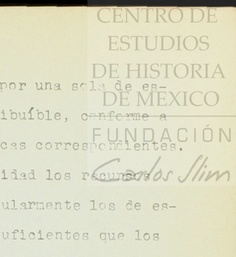 CENTRO DE
ESTUDIOS
DE HISTORIA
DE MÉXICO
FUNDACIÓN
Carlos Slim
por una sola de es-
ibuíble, conforme a
cas correspondientes.
idad los recursos
ularmente los de es-
uficientes que los